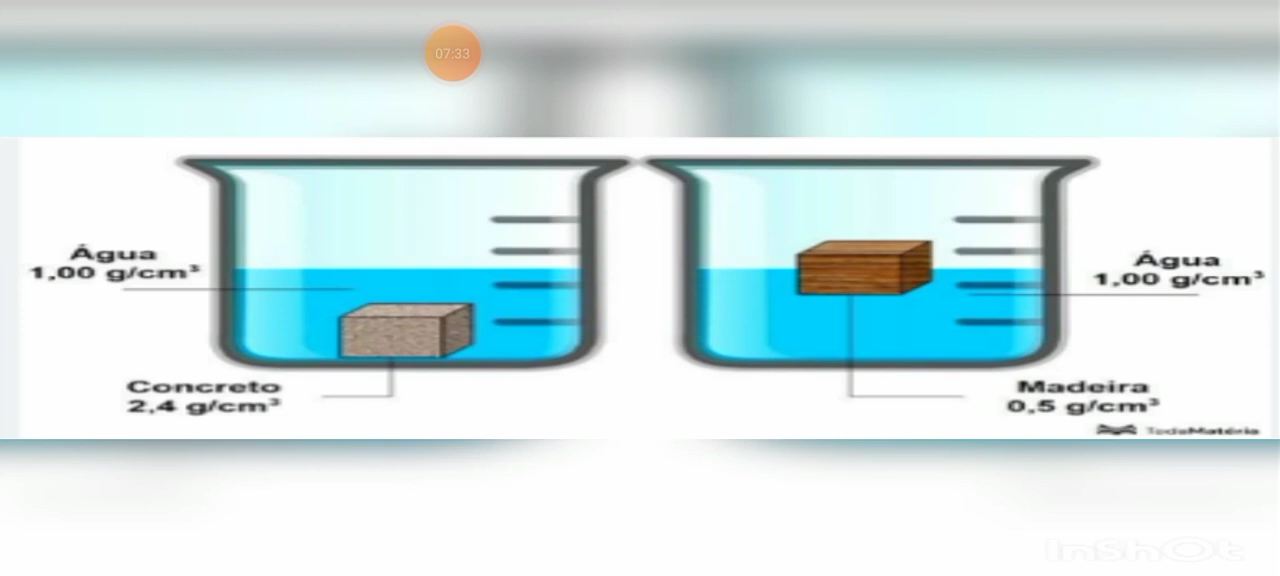 07:33
Água
1,00 g/cm³
Concreto
2,4 g/cm³
Água
1,00 g/cm³
Madeira
0,5 g/cm³
TodaMatéria
InShOt